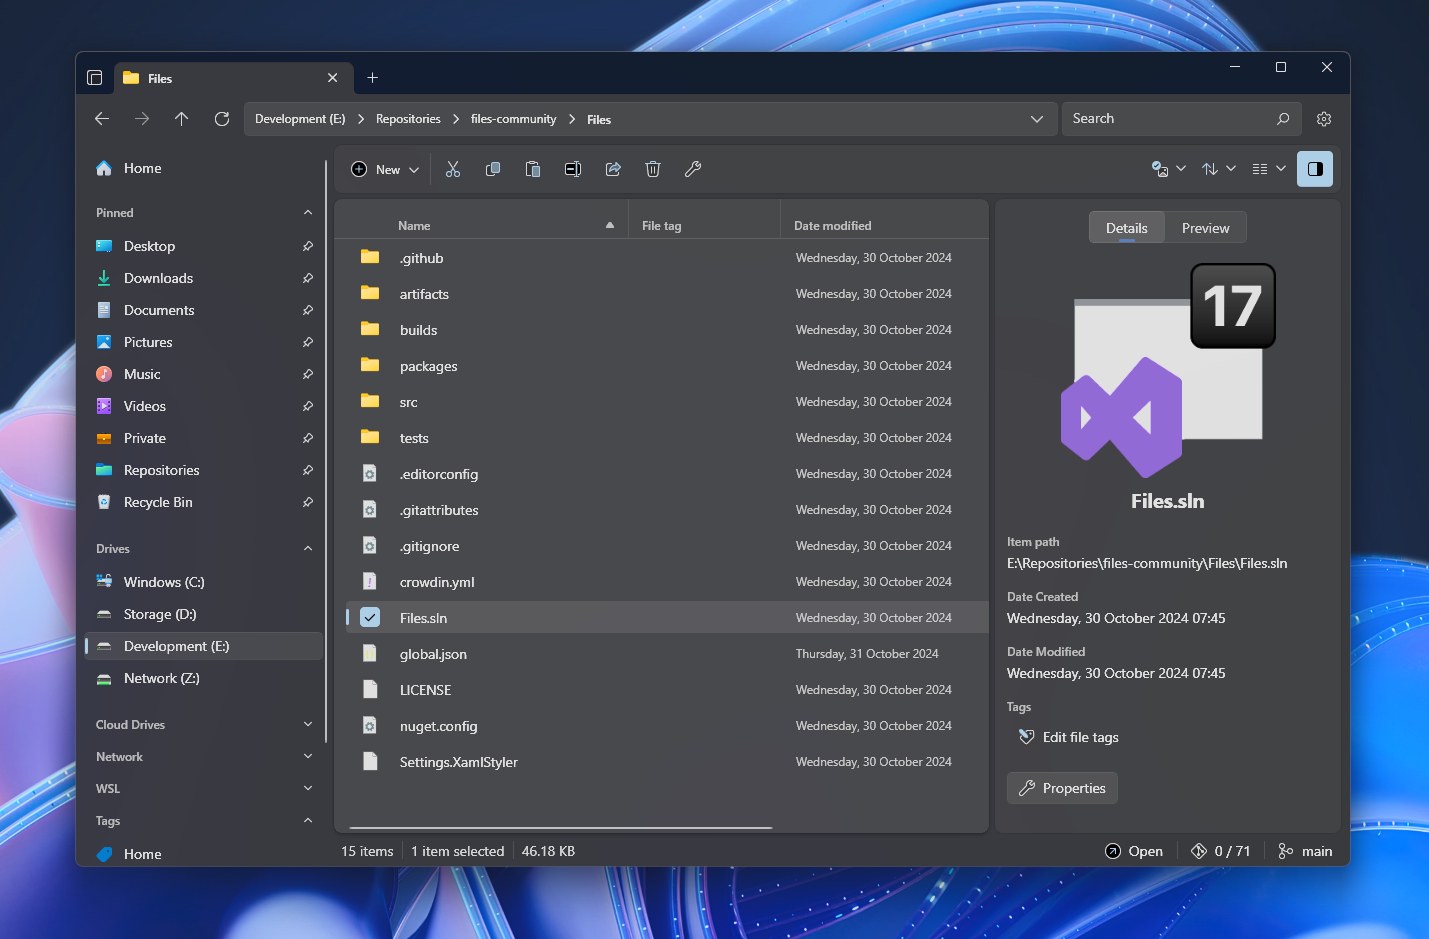 Files
Development (E:) Repositories files-community Files
Search
Home
New
Pinned
Desktop
Downloads
Documents
Pictures
Music
Videos
Private
Repositories
Recycle Bin
Drives
Windows (C:)
Storage (D:)
Development (E:)
Network (Z:)
Cloud Drives
Network
WSL
Tags
Home
Name File tag Date modified
.github Wednesday, 30 October 2024
artifacts Wednesday, 30 October 2024
builds Wednesday, 30 October 2024
packages Wednesday, 30 October 2024
src Wednesday, 30 October 2024
tests Wednesday, 30 October 2024
.editorconfig Wednesday, 30 October 2024
.gitattributes Wednesday, 30 October 2024
.gitignore Wednesday, 30 October 2024
crowdin.yml Wednesday, 30 October 2024
Files.sln Wednesday, 30 October 2024
global.json Thursday, 31 October 2024
LICENSE Wednesday, 30 October 2024
nuget.config Wednesday, 30 October 2024
Settings.XamlStyler Wednesday, 30 October 2024
Details Preview
17
Files.sln
Item path
E:\Repositories\files-community\Files\Files.sln
Date Created
Wednesday, 30 October 2024 07:45
Date Modified
Wednesday, 30 October 2024 07:45
Tags
Edit file tags
Properties
15 items 1 item selected 46.18 KB
Open 0 / 71 main